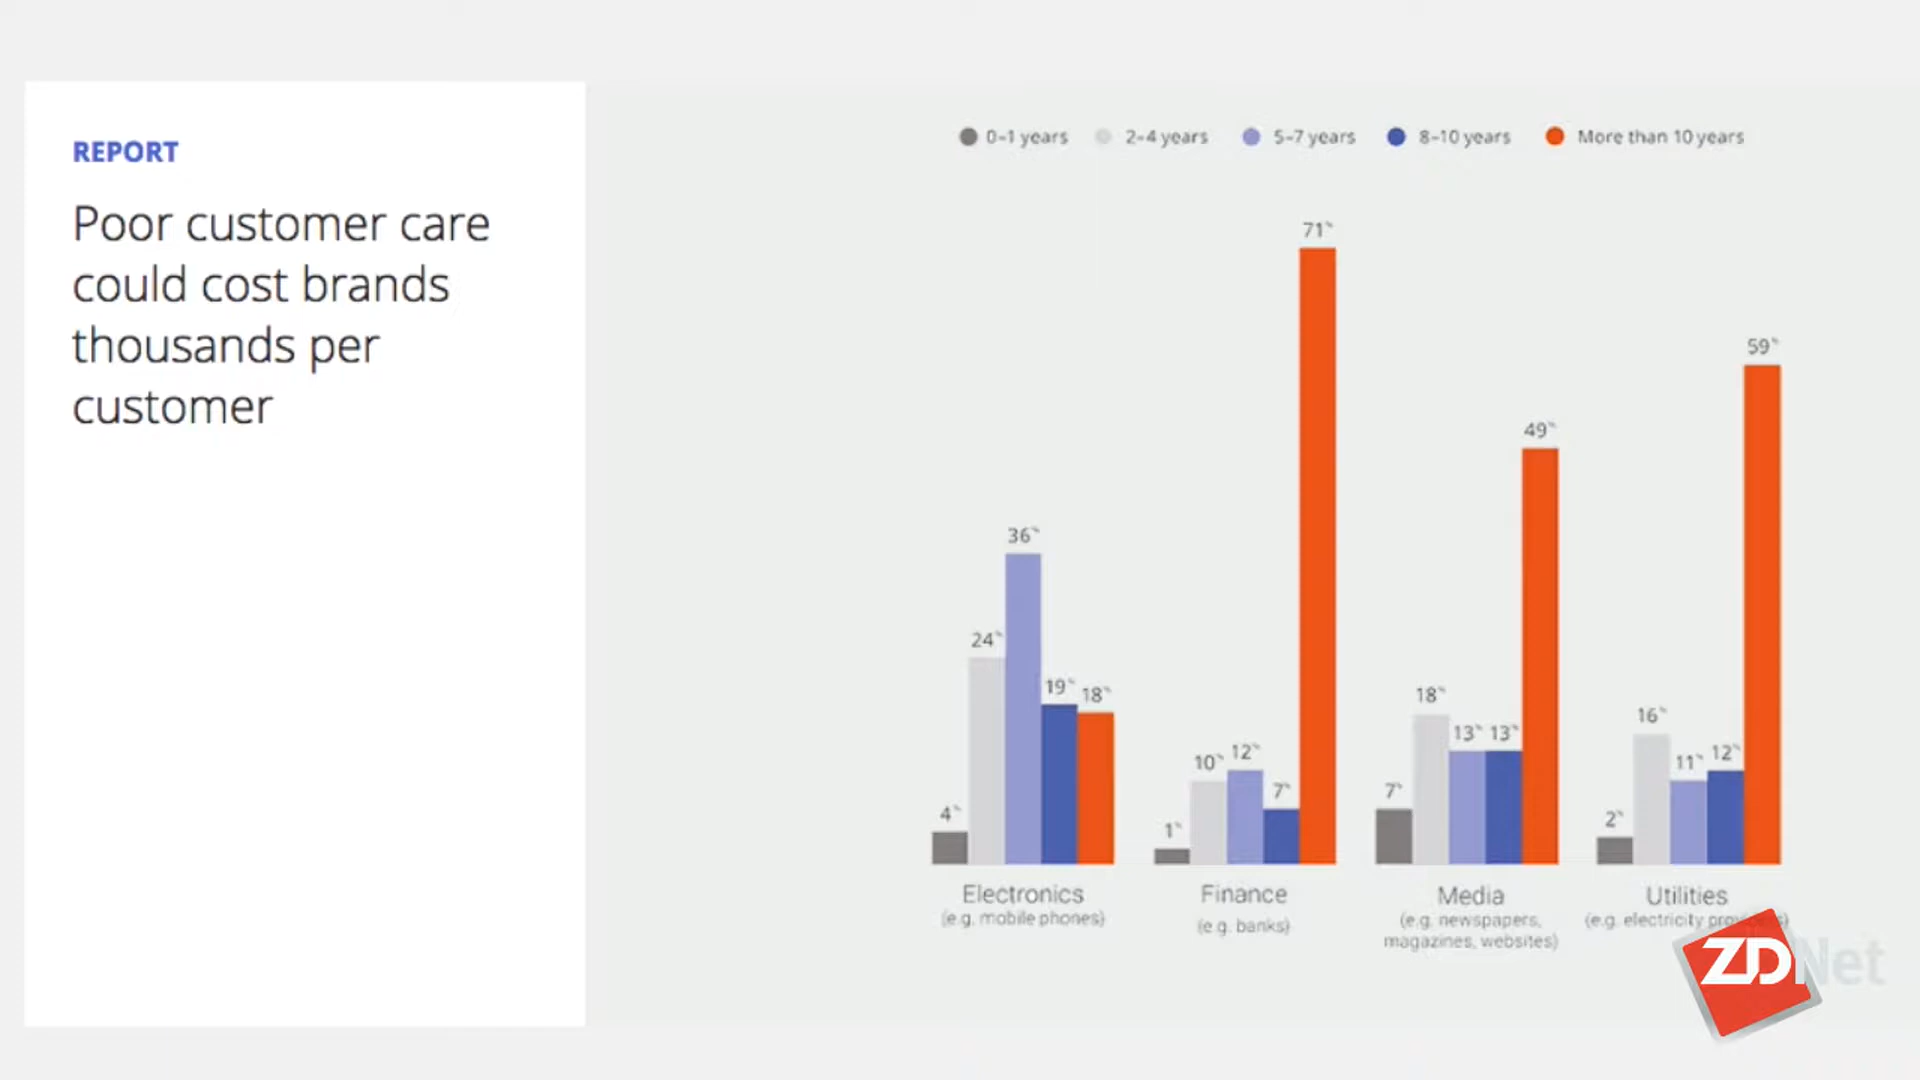 REPORT
Poor customer care
could cost brands
thousands per
customer
0–1 years 2–4 years 5–7 years 8–10 years More than 10 years
71%
59%
49%
36%
24%
19% 18%
18%
16%
13% 13%
10% 12%
11% 12%
4%
1%
7%
7%
2%
Electronics
(e.g. mobile phones)
Finance
(e.g. banks)
Media
(e.g. newspapers,
magazines, websites)
Utilities
(e.g. electricity providers)
ZDNet